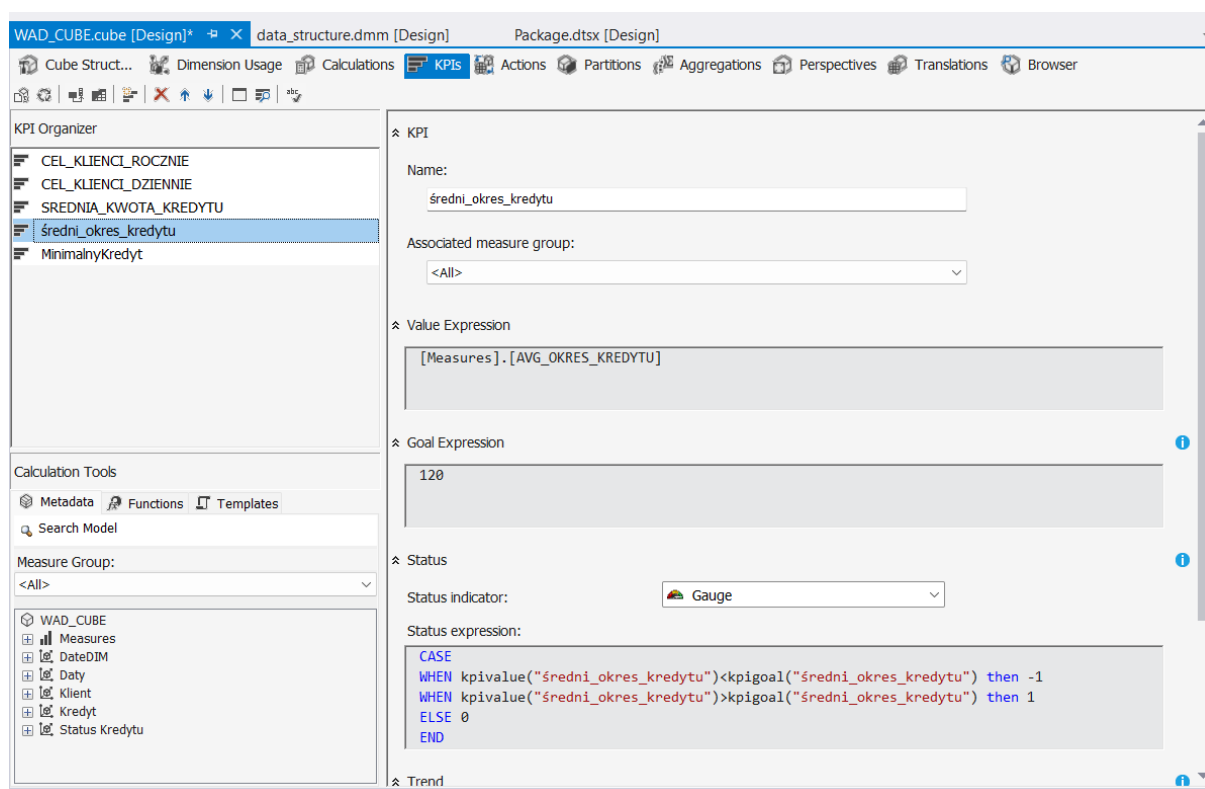 WAD_CUBE.cube [Design]* data_structure.dmm [Design] Package.dtsx [Design]
Cube Struct... Dimension Usage Calculations KPIs Actions Partitions Aggregations Perspectives Translations Browser
KPI Organizer
CEL_KLIENCI_ROCZNIE
CEL_KLIENCI_DZIENNIE
SREDNIA_KWOTA_KREDYTU
średni_okres_kredytu
MinimalnyKredyt
Calculation Tools
Metadata Functions Templates
Search Model
Measure Group:
<All>
WAD_CUBE
Measures
DateDIM
Daty
Klient
Kredyt
Status Kredytu
KPI
Name:
średni_okres_kredytu
Associated measure group:
<All>
Value Expression
[Measures].[AVG_OKRES_KREDYTU]
Goal Expression
120
Status
Status indicator: Gauge
Status expression:
CASE
WHEN kpivalue("średni_okres_kredytu")<kpigoal("średni_okres_kredytu") then -1
WHEN kpivalue("średni_okres_kredytu")>kpigoal("średni_okres_kredytu") then 1
ELSE 0
END
Trend